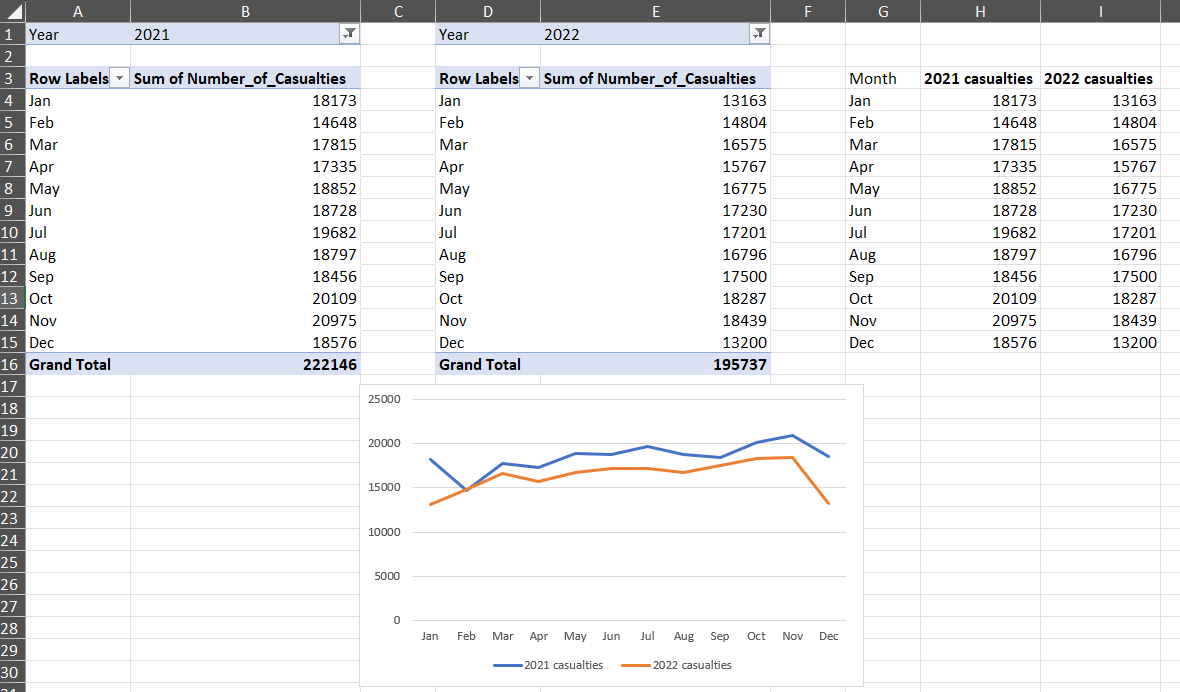 A B C D E F G H I
1 Year 2021 Year 2022
2
3 Row Labels Sum of Number_of_Casualties Row Labels Sum of Number_of_Casualties Month 2021 casualties 2022 casualties
4 Jan 18173 Jan 13163 Jan 18173 13163
5 Feb 14648 Feb 14804 Feb 14648 14804
6 Mar 17815 Mar 16575 Mar 17815 16575
7 Apr 17335 Apr 15767 Apr 17335 15767
8 May 18852 May 16775 May 18852 16775
9 Jun 18728 Jun 17230 Jun 18728 17230
10 Jul 19682 Jul 17201 Jul 19682 17201
11 Aug 18797 Aug 16796 Aug 18797 16796
12 Sep 18456 Sep 17500 Sep 18456 17500
13 Oct 20109 Oct 18287 Oct 20109 18287
14 Nov 20975 Nov 18439 Nov 20975 18439
15 Dec 18576 Dec 13200 Dec 18576 13200
16 Grand Total 222146 Grand Total 195737
17
18
19
20
21
22
23
24
25
26
27
28
29
30
25000
20000
15000
10000
5000
0
Jan Feb Mar Apr May Jun Jul Aug Sep Oct Nov Dec
2021 casualties 2022 casualties